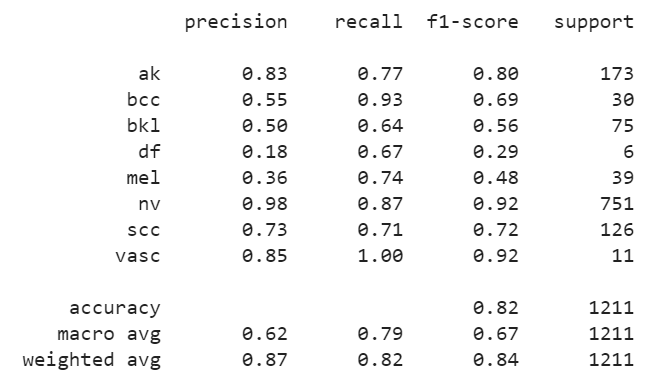 precision recall f1-score support
ak 0.83 0.77 0.80 173
bcc 0.55 0.93 0.69 30
bkl 0.50 0.64 0.56 75
df 0.18 0.67 0.29 6
mel 0.36 0.74 0.48 39
nv 0.98 0.87 0.92 751
scc 0.73 0.71 0.72 126
vasc 0.85 1.00 0.92 11
accuracy 0.82 1211
macro avg 0.62 0.79 0.67 1211
weighted avg 0.87 0.82 0.84 1211